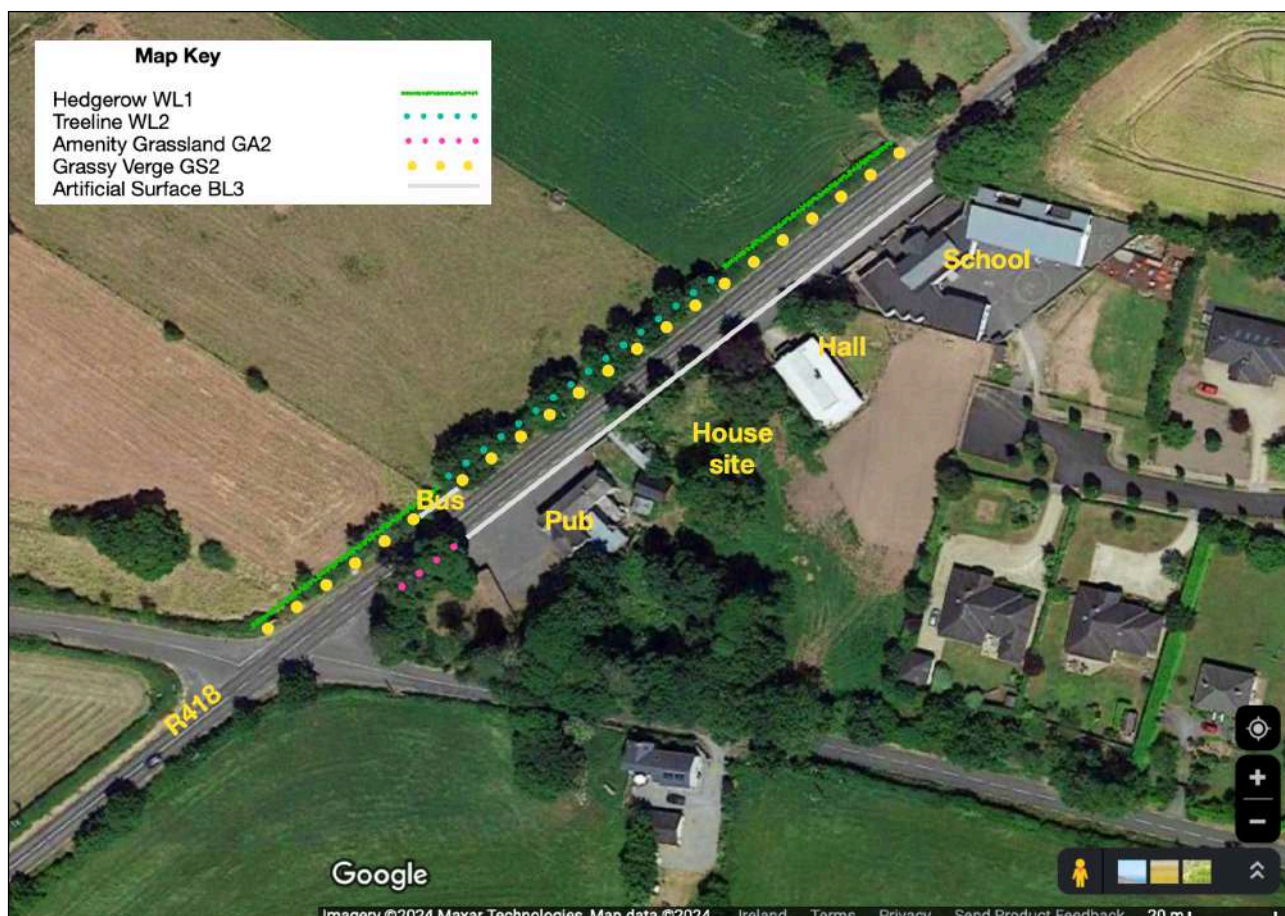 Map Key
Hedgerow WL1
Treeline WL2
Amenity Grassland GA2
Grassy Verge GS2
Artificial Surface BL3
School
Hall
House
site
Bus
Pub
R418
Google
Imagery ©2024 Maxar Technologies, Map data ©2024 Ireland Terms Privacy Send Product Feedback 20 m